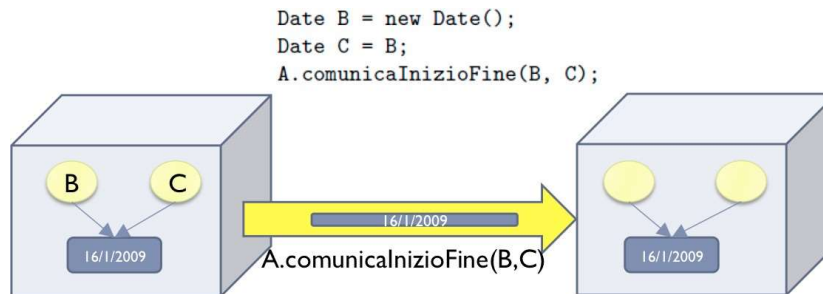 Date B = new Date();
Date C = B;
A.comunicaInizioFine(B, C);
B
C
16/1/2009
16/1/2009
A.comunicaInizioFine(B,C)
16/1/2009